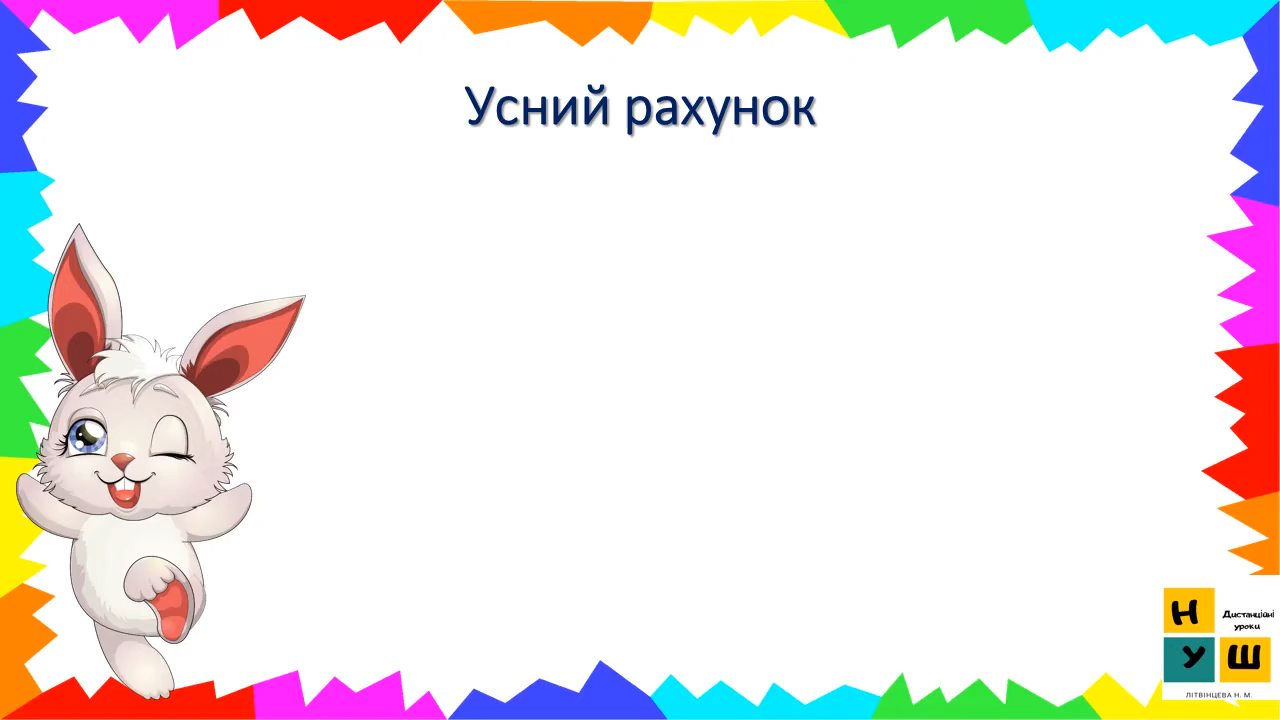 Усний рахунок
Н
Дистанційні
уроки
У Ш
ЛІТВІНЦЕВА Н. М.